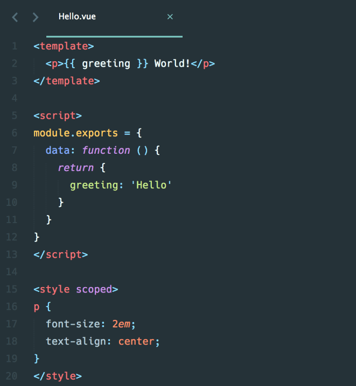 Hello.vue
1 <template>
2   <p>{{ greeting }} World!</p>
3 </template>
4
5 <script>
6 module.exports = {
7   data: function () {
8     return {
9       greeting: 'Hello'
10     }
11   }
12 }
13 </script>
14
15 <style scoped>
16 p {
17   font-size: 2em;
18   text-align: center;
19 }
20 </style>